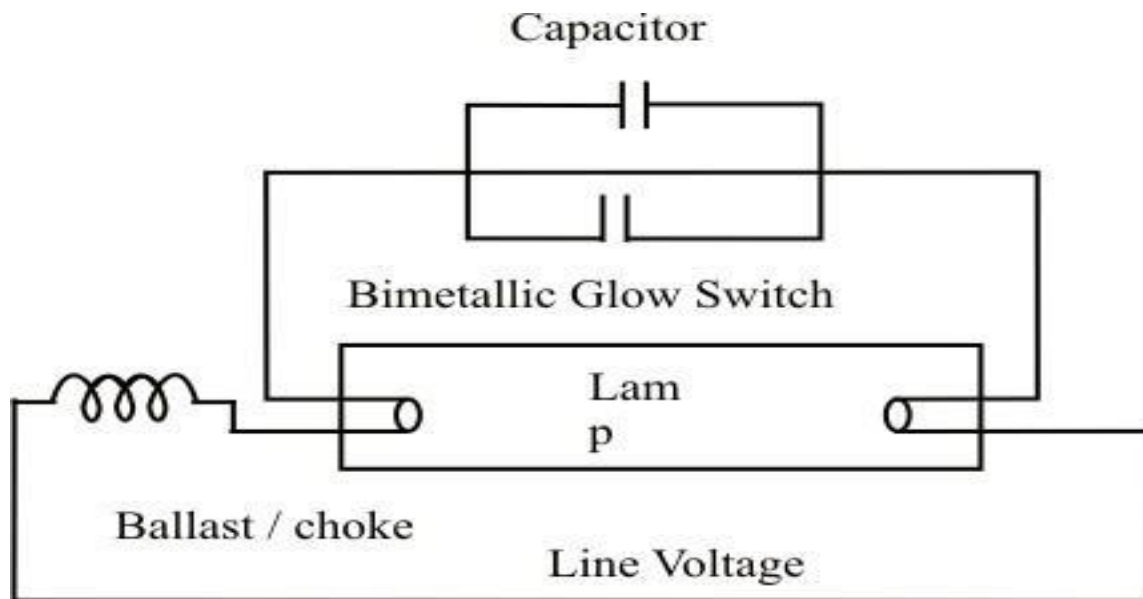 Capacitor
Bimetallic Glow Switch
Lam
p
Ballast / choke
Line Voltage